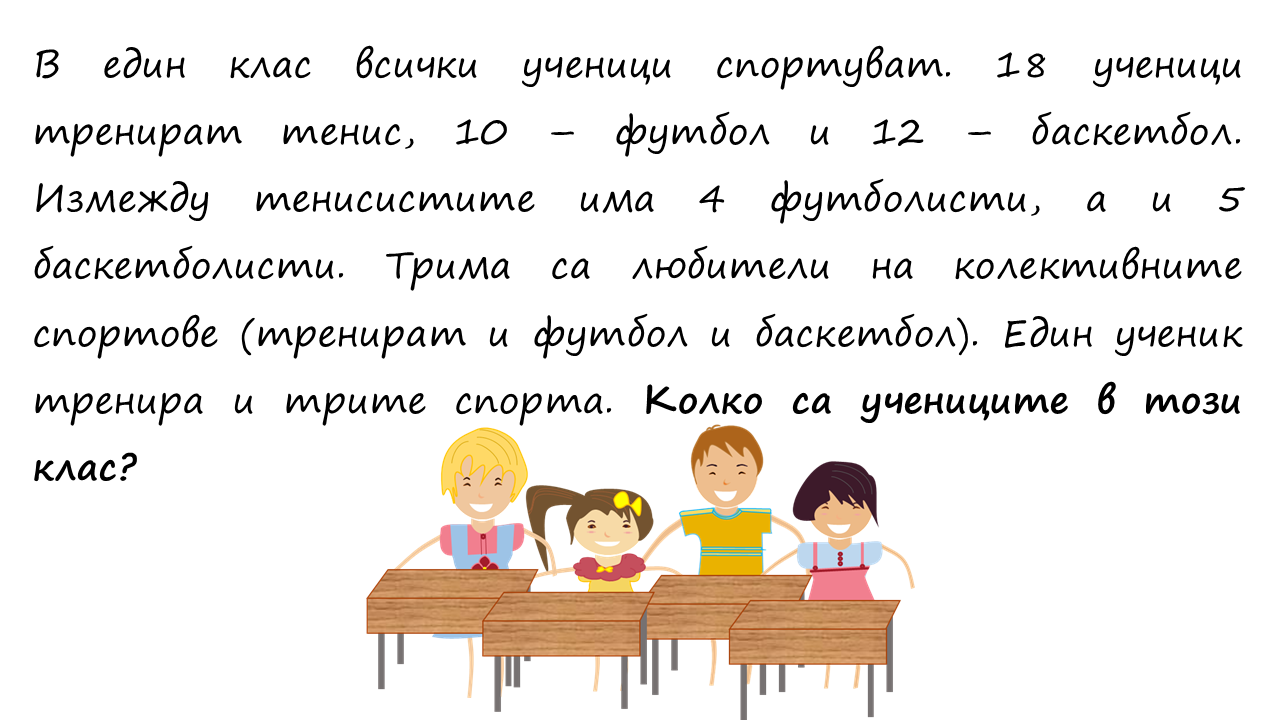 В един клас всички ученици спортуват. 18 ученици
тренират тенис, 10 – футбол и 12 – баскетбол.
Измежду тенисистите има 4 футболисти, а и 5
баскетболисти. Трима са любители на колективните
спортове (тренират и футбол и баскетбол). Един ученик
тренира и трите спорта. Колко са учениците в този
клас?